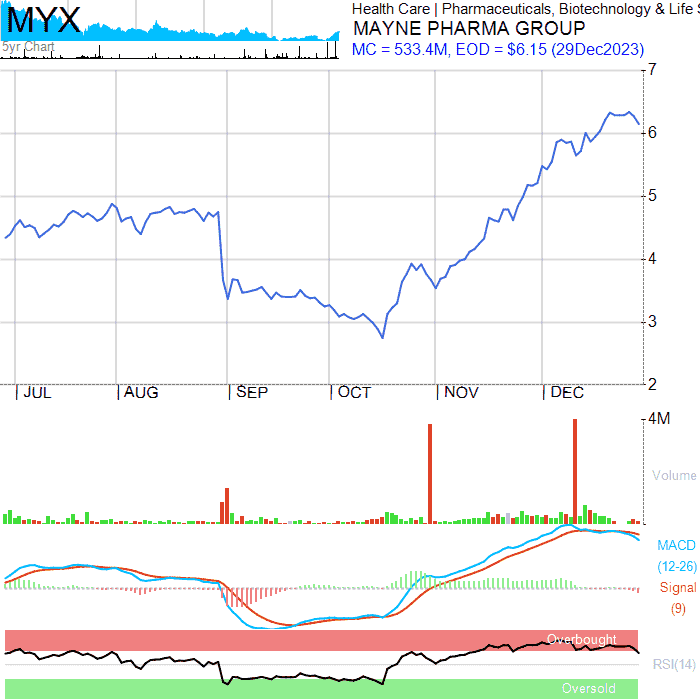 MYX
5yr Chart
Health Care | Pharmaceuticals, Biotechnology & Life S
MAYNE PHARMA GROUP
MC = 533.4M, EOD = $6.15 (29Dec2023)
7
6
5
4
3
2
JUL AUG SEP OCT NOV DEC
4M
Volume
MACD
(12-26)
Signal
(9)
Overbought
RSI(14)
Oversold